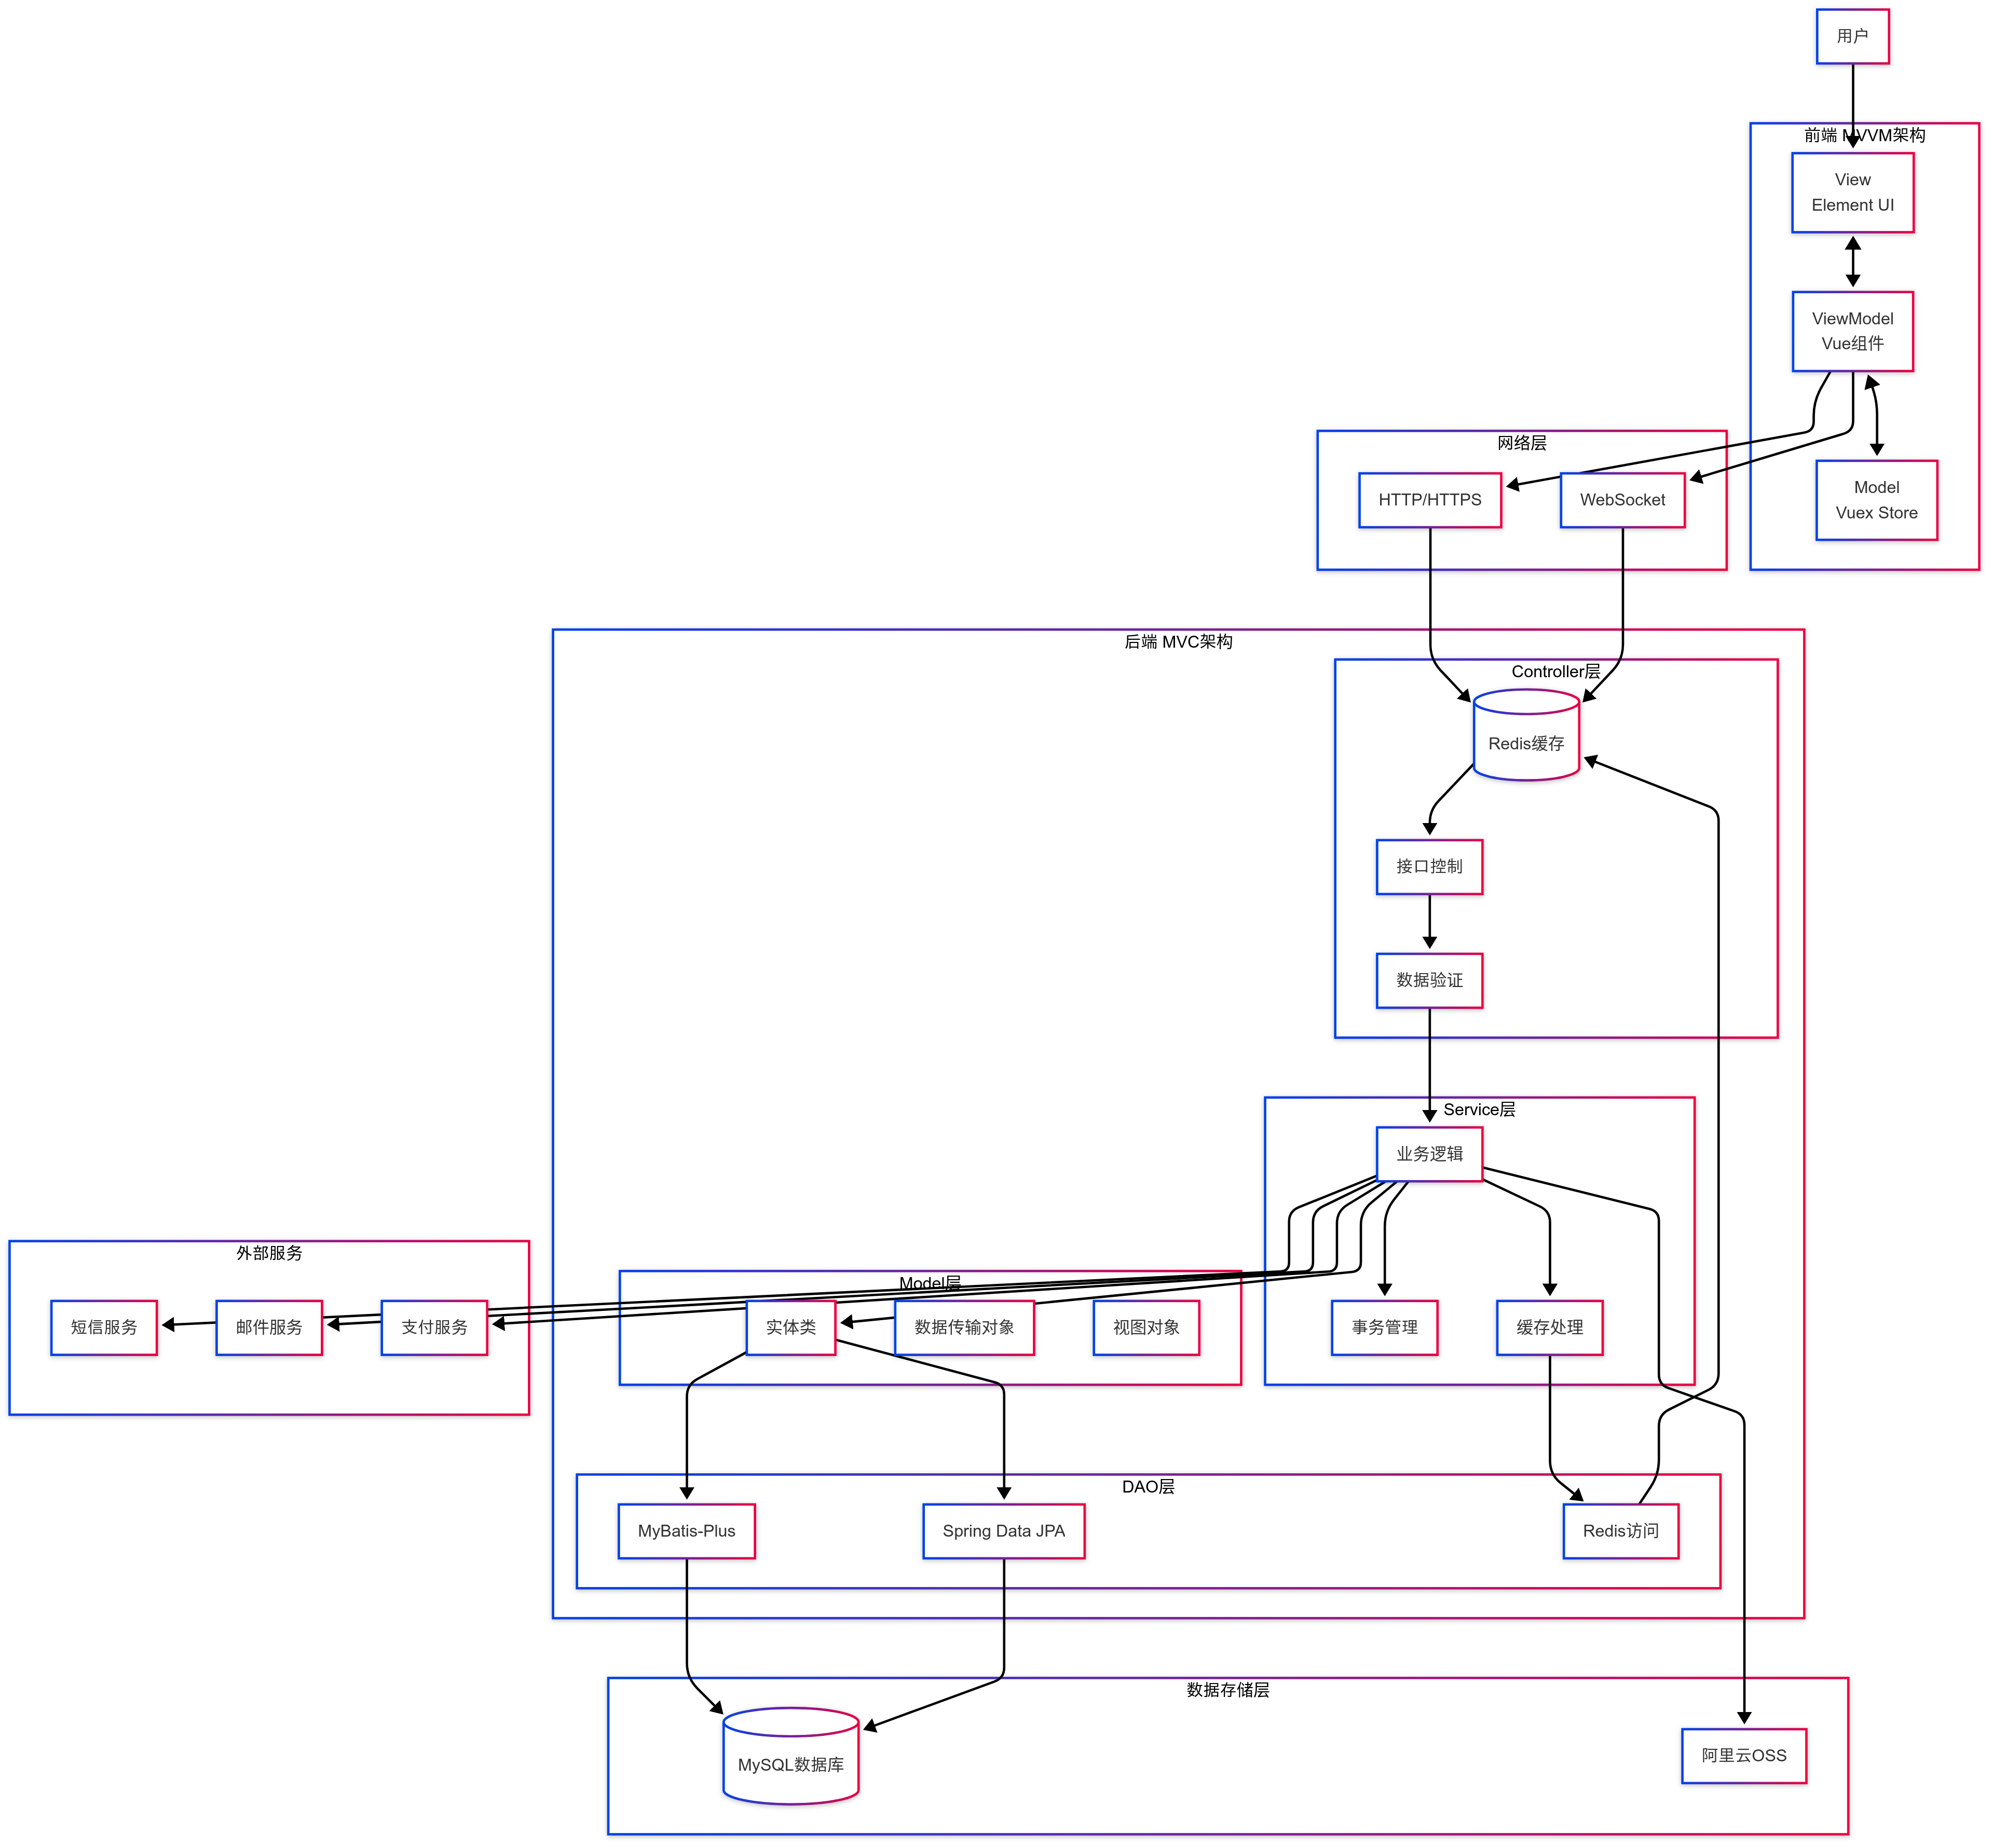 用户
前端 MVVM架构
View
Element UI
ViewModel
Vue组件
网络层
HTTP/HTTPS
WebSocket
Model
Vuex Store
后端 MVC架构
Controller层
Redis缓存
接口控制
数据验证
Service层
业务逻辑
外部服务
短信服务
邮件服务
支付服务
Model层
实体类
数据传输对象
视图对象
事务管理
缓存处理
DAO层
MyBatis-Plus
Spring Data JPA
Redis访问
数据存储层
MySQL数据库
阿里云OSS